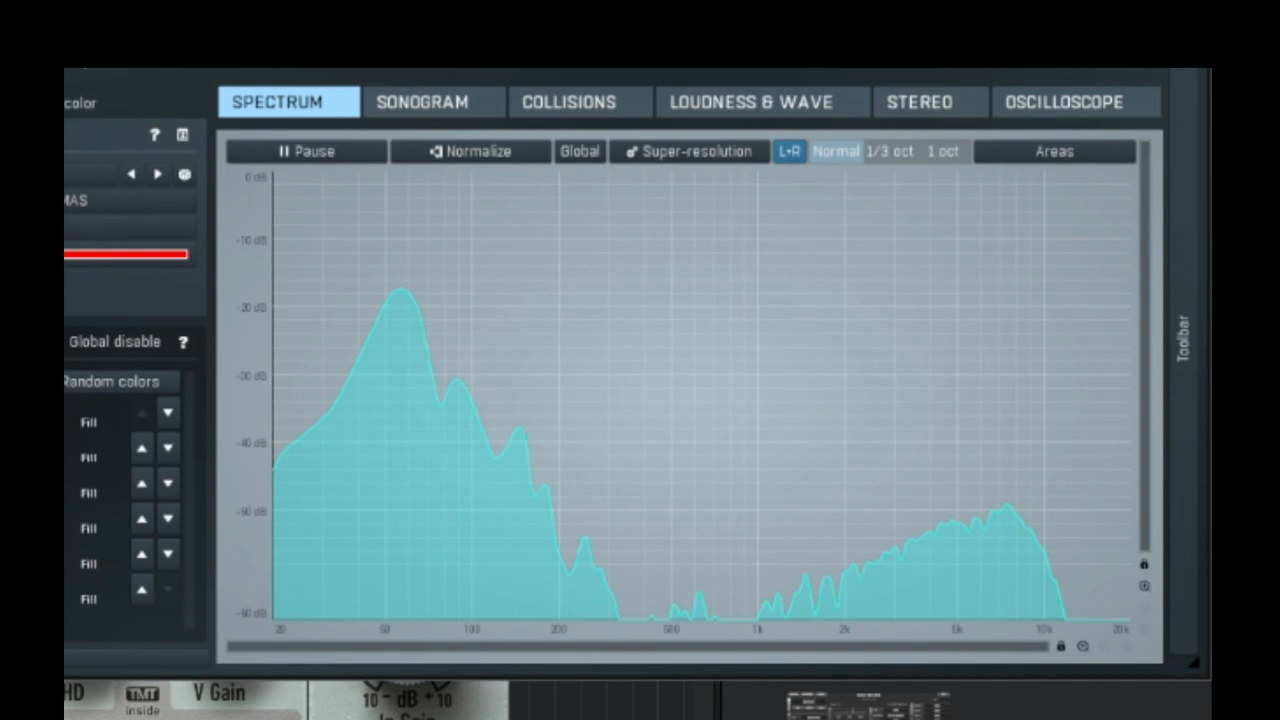 color
SPECTRUM SONOGRAM COLLISIONS LOUDNESS & WAVE STEREO OSCILLOSCOPE
?
Pause Normalize Global Super-resolution L+R Normal 1/3 oct 1 oct Areas
0 dB
MAS
-10 dB
-20 dB
Toolbar
Global disable ?
-30 dB
Random colors
Fill
-40 dB
Fill
Fill
-50 dB
Fill
Fill
Fill
-60 dB
20 50 100 200 500 1k 2k 5k 10k 20k
HD TMT V Gain 10 - dB + 10
inside
In Gain